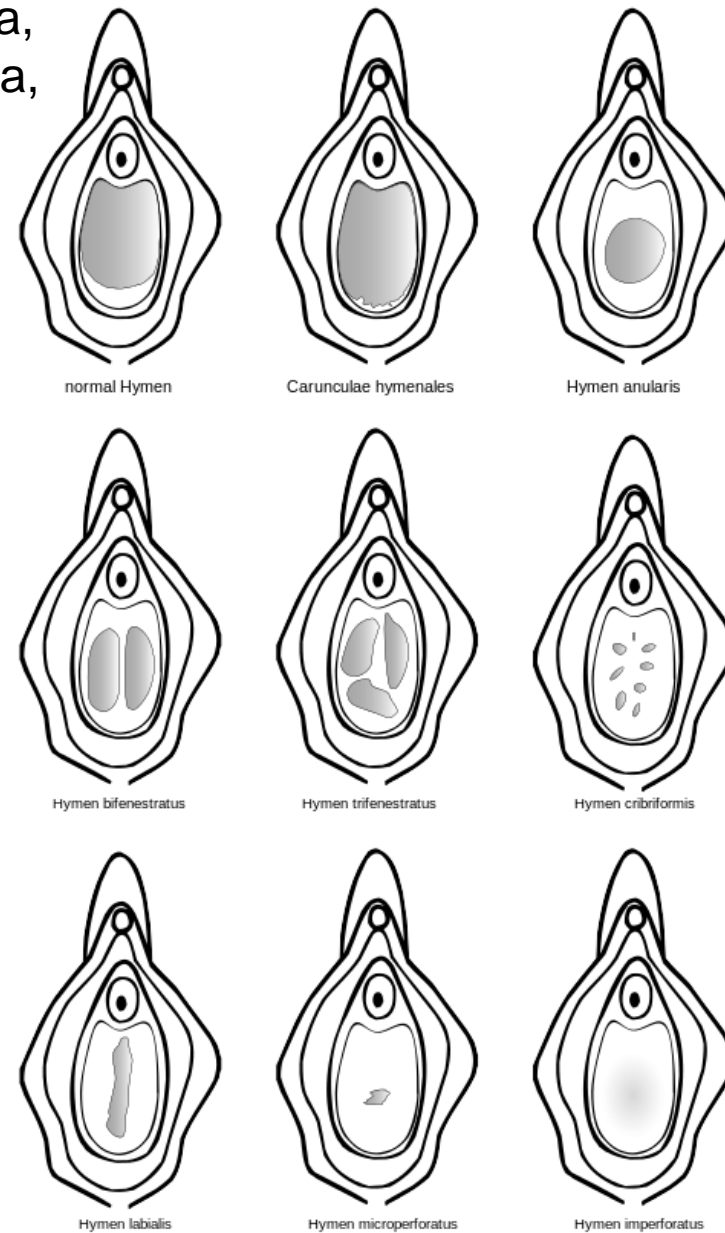 a,
a,
normal Hymen
Carunculae hymenales
Hymen anularis
Hymen bifenestratus
Hymen trifenestratus
Hymen cribriformis
Hymen labialis
Hymen microperforatus
Hymen imperforatus